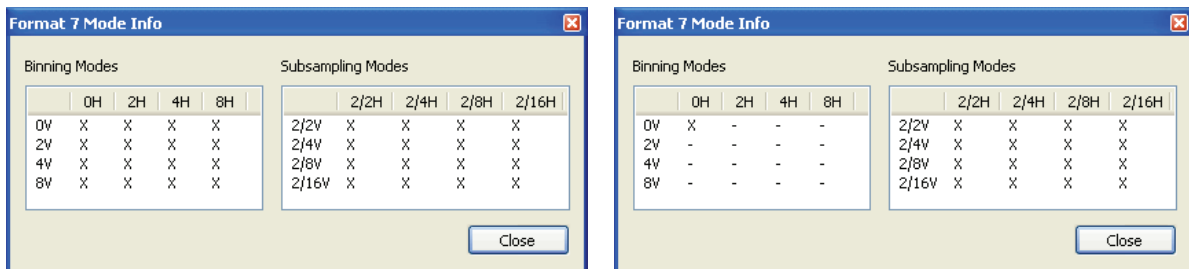 Format 7 Mode Info
Binning Modes Subsampling Modes
0H 2H 4H 8H 2/2H 2/4H 2/8H 2/16H
0V X X X X 2/2V X X X X
2V X X X X 2/4V X X X X
4V X X X X 2/8V X X X X
8V X X X X 2/16V X X X X
Close
Format 7 Mode Info
Binning Modes Subsampling Modes
0H 2H 4H 8H 2/2H 2/4H 2/8H 2/16H
0V X - - - 2/2V X X X X
2V - - - - 2/4V X X X X
4V - - - - 2/8V X X X X
8V - - - - 2/16V X X X X
Close